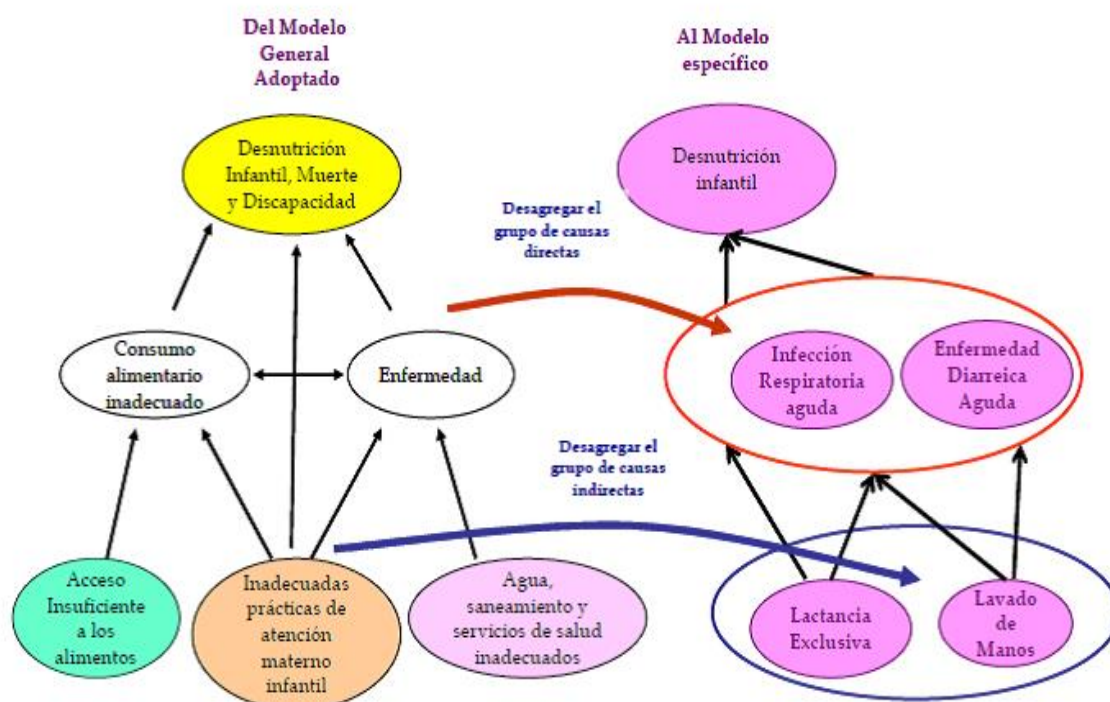 Del Modelo
General
Adoptado
Al Modelo
específico
Desnutrición
Infantil, Muerte
y Discapacidad
Desnutrición
infantil
Desagregar el
grupo de causas
directas
Consumo
alimentario
inadecuado
Enfermedad
Infección
Respiratoria
aguda
Enfermedad
Diarreica
Aguda
Desagregar el
grupo de causas
indirectas
Acceso
Insuficiente
a los
alimentos
Inadecuadas
prácticas de
atención
materno
infantil
Agua,
saneamiento y
servicios de salud
inadecuados
Lactancia
Exclusiva
Lavado
de
Manos